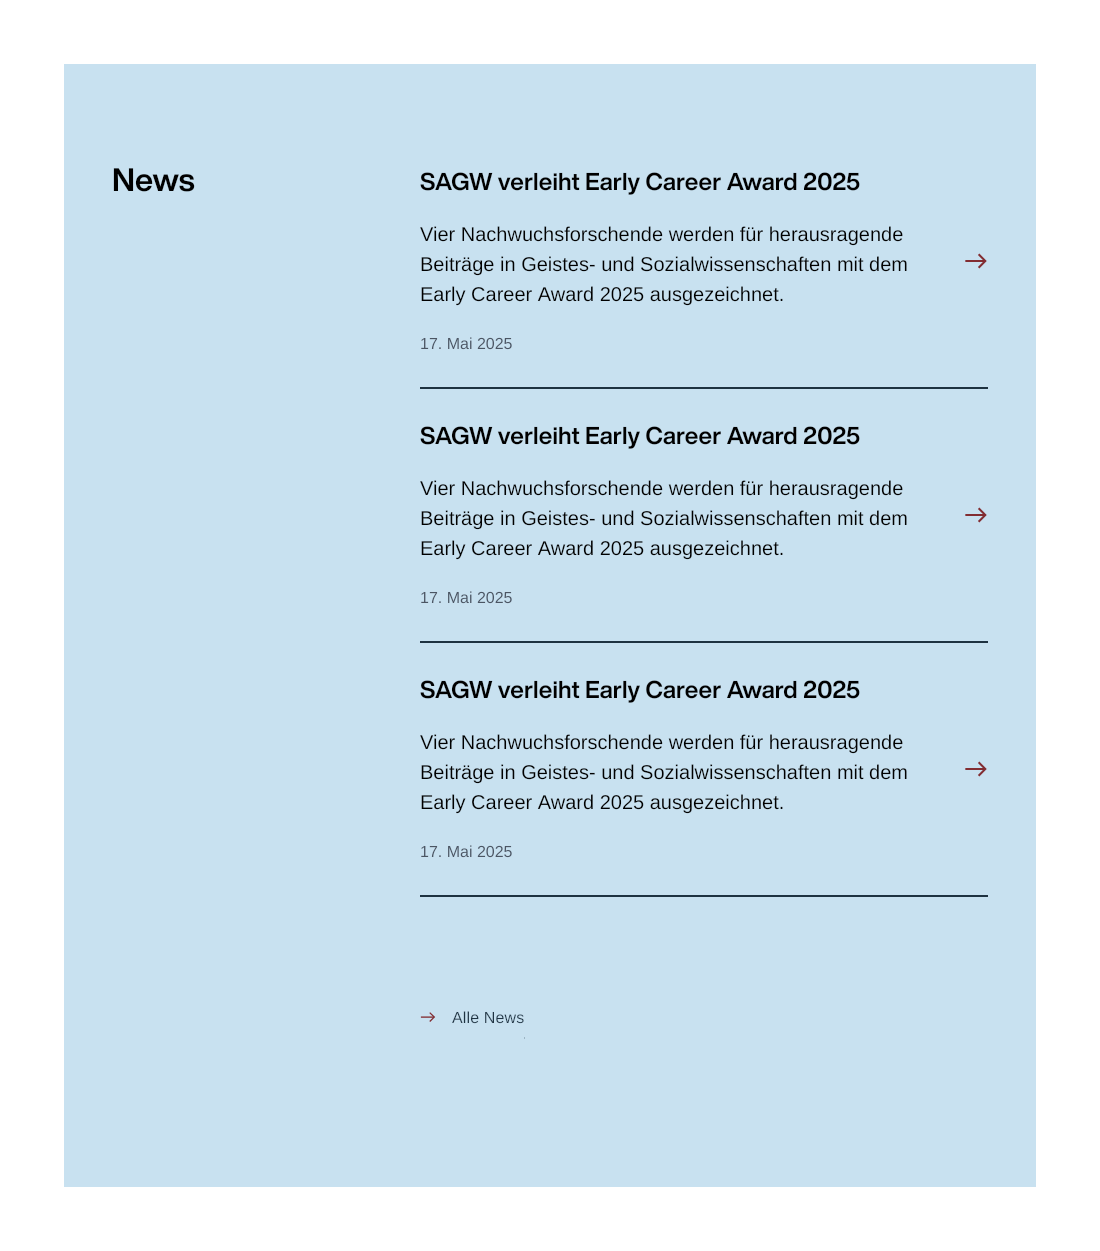 News
SAGW verleiht Early Career Award 2025
Vier Nachwuchsforschende werden für herausragende
Beiträge in Geistes- und Sozialwissenschaften mit dem
Early Career Award 2025 ausgezeichnet.
17. Mai 2025
SAGW verleiht Early Career Award 2025
Vier Nachwuchsforschende werden für herausragende
Beiträge in Geistes- und Sozialwissenschaften mit dem
Early Career Award 2025 ausgezeichnet.
17. Mai 2025
SAGW verleiht Early Career Award 2025
Vier Nachwuchsforschende werden für herausragende
Beiträge in Geistes- und Sozialwissenschaften mit dem
Early Career Award 2025 ausgezeichnet.
17. Mai 2025
Alle News